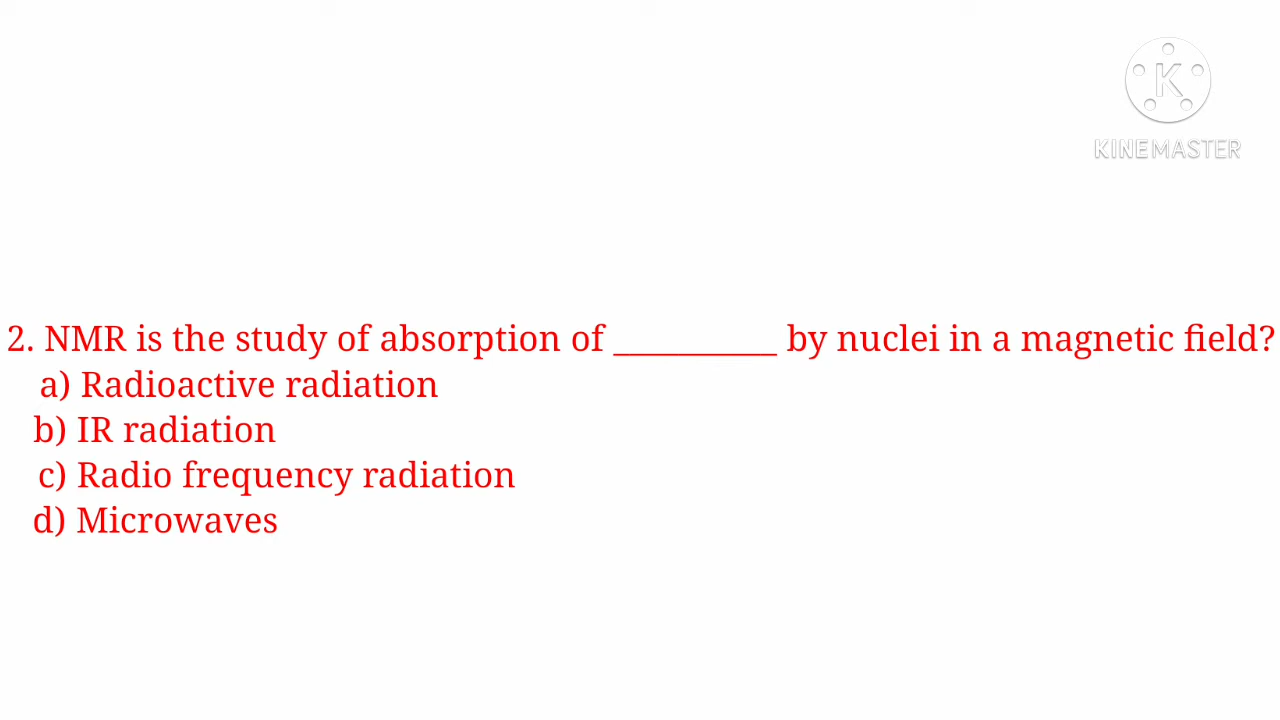 K
KINEMASTER
2. NMR is the study of absorption of __________ by nuclei in a magnetic field?
a) Radioactive radiation
b) IR radiation
c) Radio frequency radiation
d) Microwaves